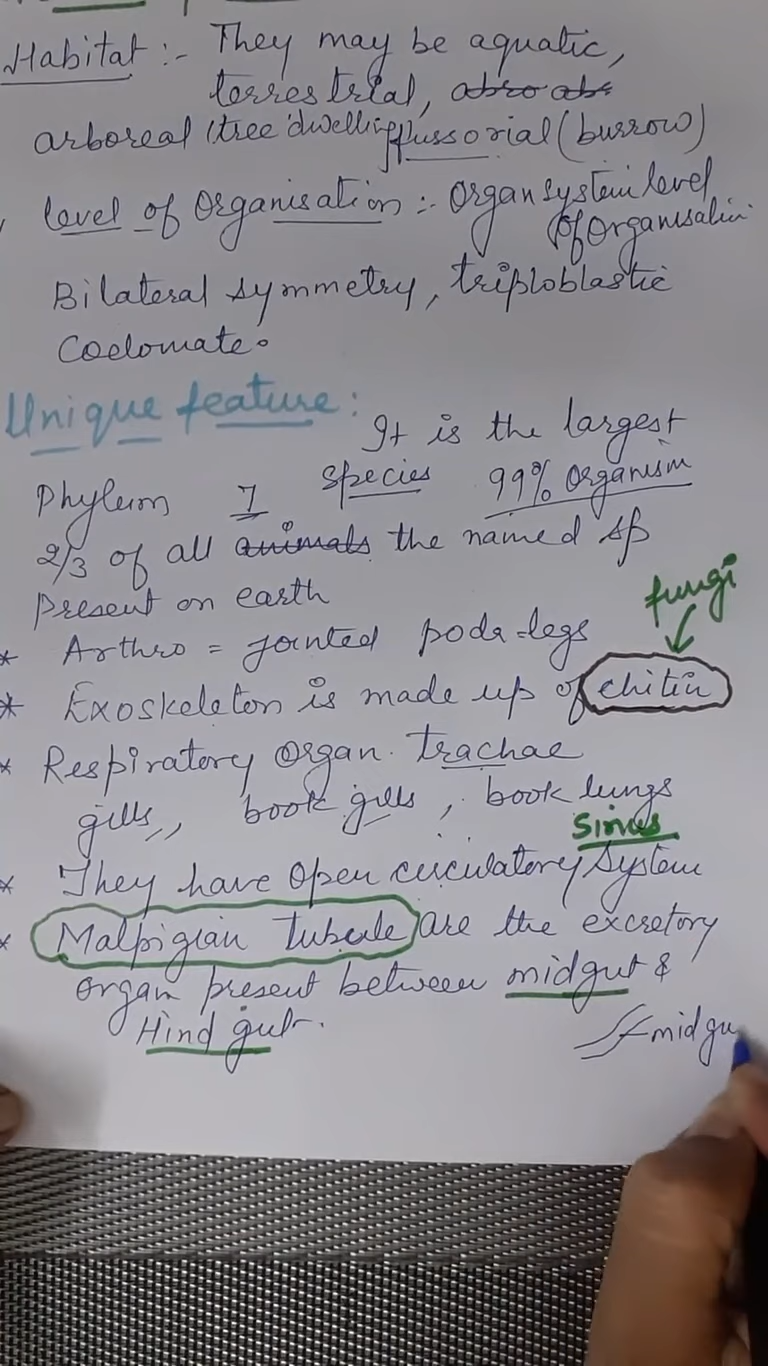 Habitat :- They may be aquatic,
terrestrial,
arboreal (tree dwelling fussorial (burrow)
level of Organisation :- Organ system level
of Organisation
Bilateral symmetry, triploblastic
Coelomate.
Unique feature:
It is the largest
Phylum species 99% Organism
2/3 of all animals the named sp
Present on earth
fungi
* Arthro = jointed poda=legs
* Exoskeleton is made up of chitin
* Respiratory Organ. trachae
gills,, book gills, book lungs
Sinus
* They have open circulatory System
* Malpigian Tubule are the excretory
organ present between midgut &
Hind gut.
midgu